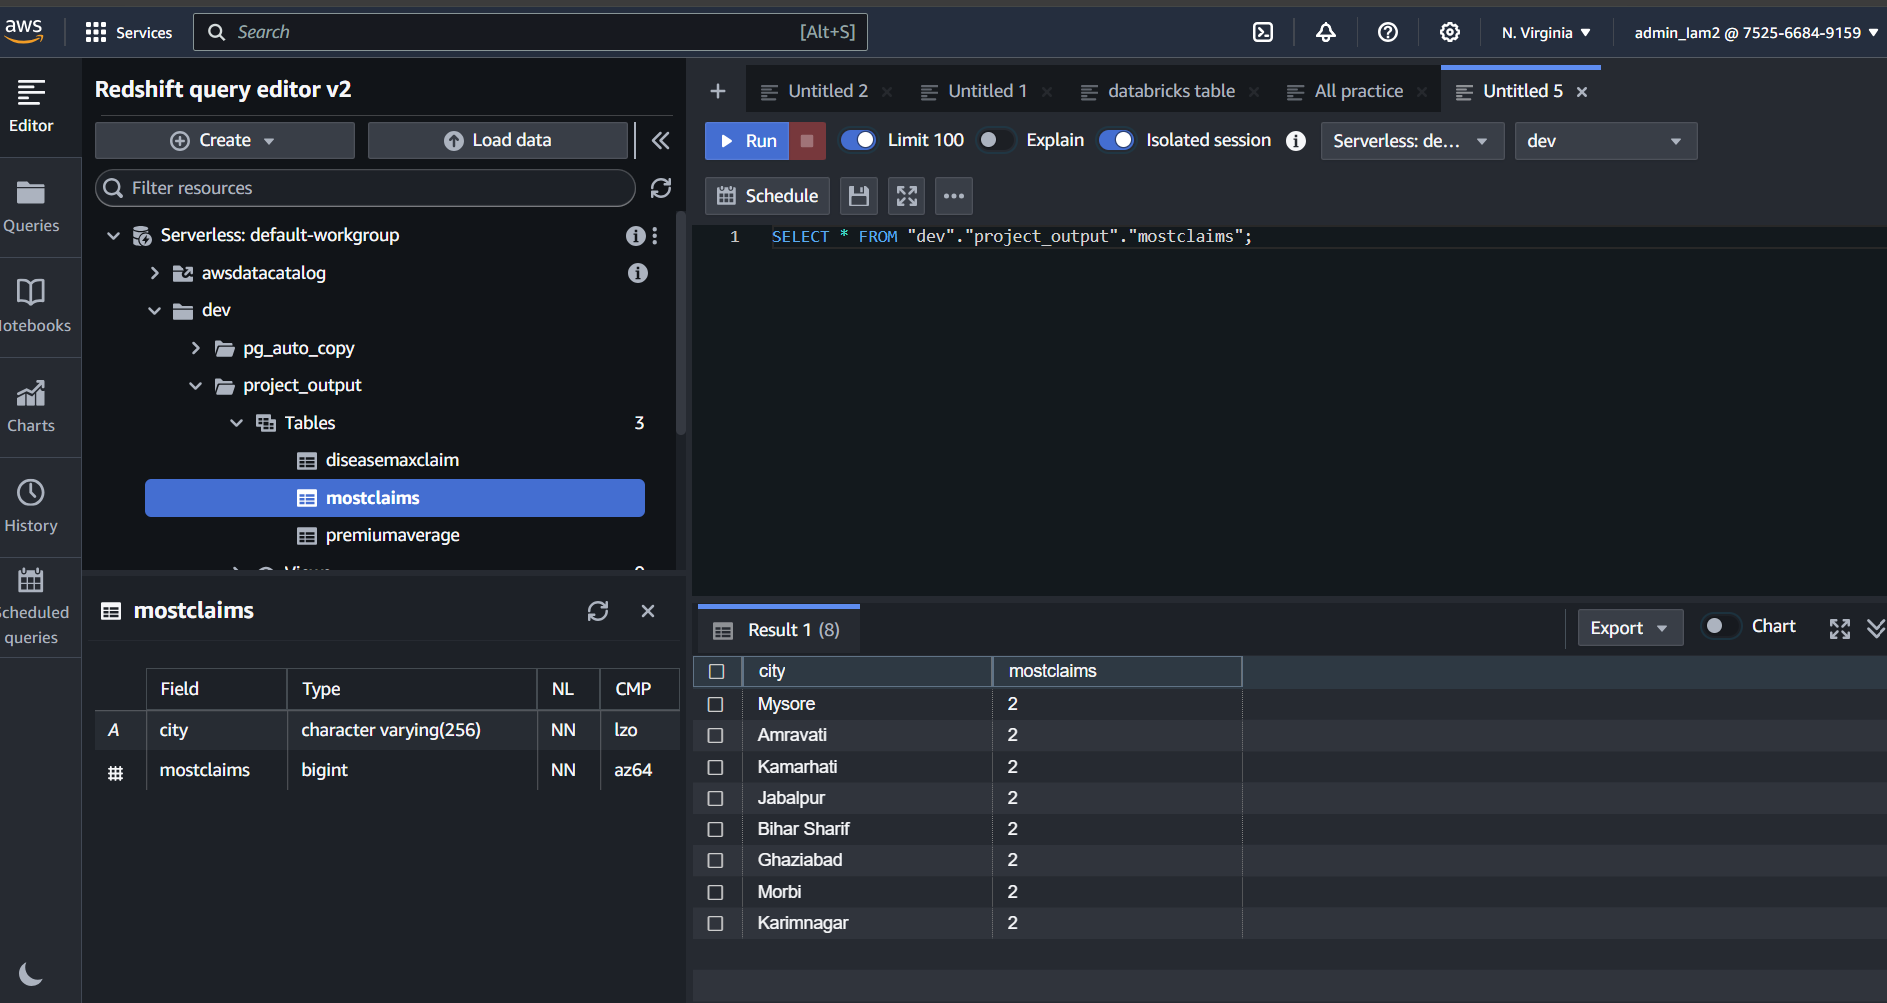 aws
Services
Search
[Alt+S]
N. Virginia
admin_lam2 @ 7525-6684-9159
Editor
Queries
otebooks
Charts
History
cheduled
queries
Redshift query editor v2
Create
Load data
Filter resources
Serverless: default-workgroup
awsdatacatalog
dev
pg_auto_copy
project_output
Tables 3
diseasemaxclaim
mostclaims
premiumaverage
mostclaims
Field Type NL CMP
A city character varying(256) NN lzo
# mostclaims bigint NN az64
Untitled 2
Untitled 1
databricks table
All practice
Untitled 5
Run
Limit 100
Explain
Isolated session
Serverless: de...
dev
Schedule
1 SELECT * FROM "dev"."project_output"."mostclaims";
Result 1 (8)
Export
Chart
city mostclaims
Mysore 2
Amravati 2
Kamarhati 2
Jabalpur 2
Bihar Sharif 2
Ghaziabad 2
Morbi 2
Karimnagar 2